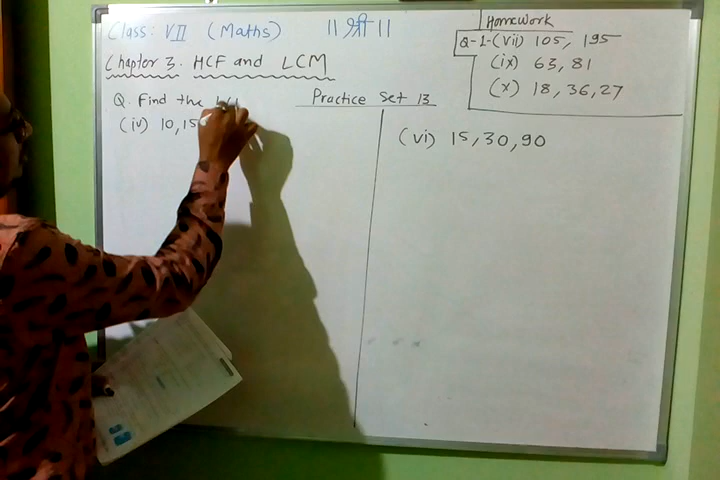 Class: VII (Maths) ॥ श्री ॥
Chapter 3. HCF and LCM
Q. Find the
Practice Set 13
(iv) 10, 15
(vi) 15, 30, 90
Homework
Q-1-(vii) 105, 195
(ix) 63, 81
(x) 18, 36, 27